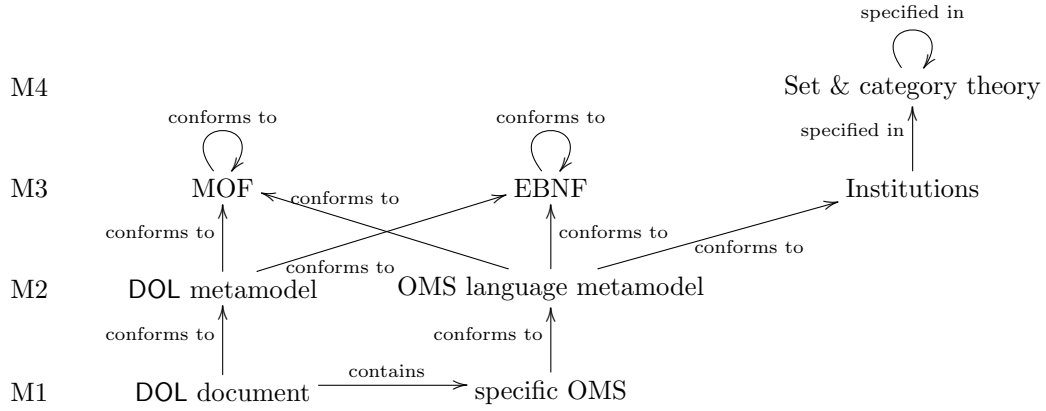 specified in
M4 Set & category theory
conforms to conforms to specified in
M3 MOF EBNF Institutions
conforms to
conforms to conforms to conforms to
conforms to
M2 DOL metamodel OMS language metamodel
conforms to conforms to
contains
M1 DOL document specific OMS